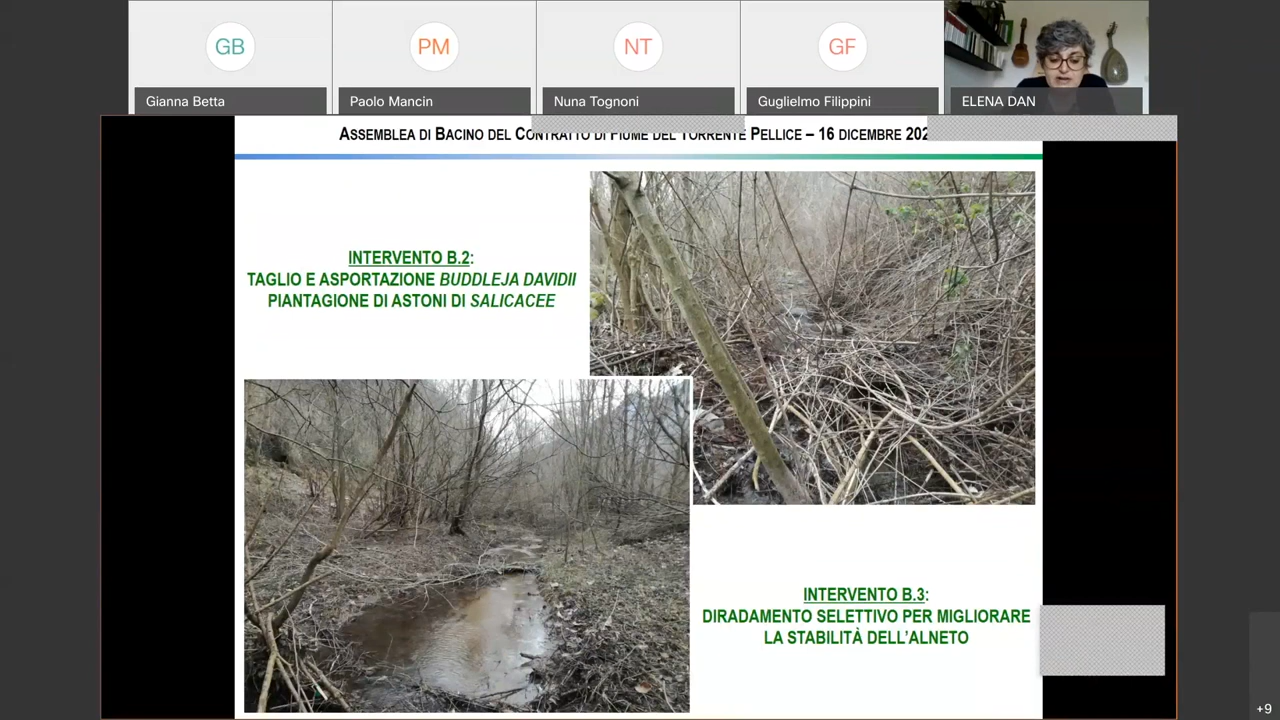 GB
PM
NT
GF
Gianna Betta
Paolo Mancin
Nuna Tognoni
Guglielmo Filippini
ELENA DAN
ASSEMBLEA DI BACINO DEL CONTRATTO DI FIUME DEL TORRENTE PELLICE – 16 DICEMBRE
INTERVENTO B.2:
TAGLIO E ASPORTAZIONE BUDDLEJA DAVIDII
PIANTAGIONE DI ASTONI DI SALICACEE
INTERVENTO B.3:
DIRADAMENTO SELETTIVO PER MIGLIORARE
LA STABILITÀ DELL'ALNETO
+9